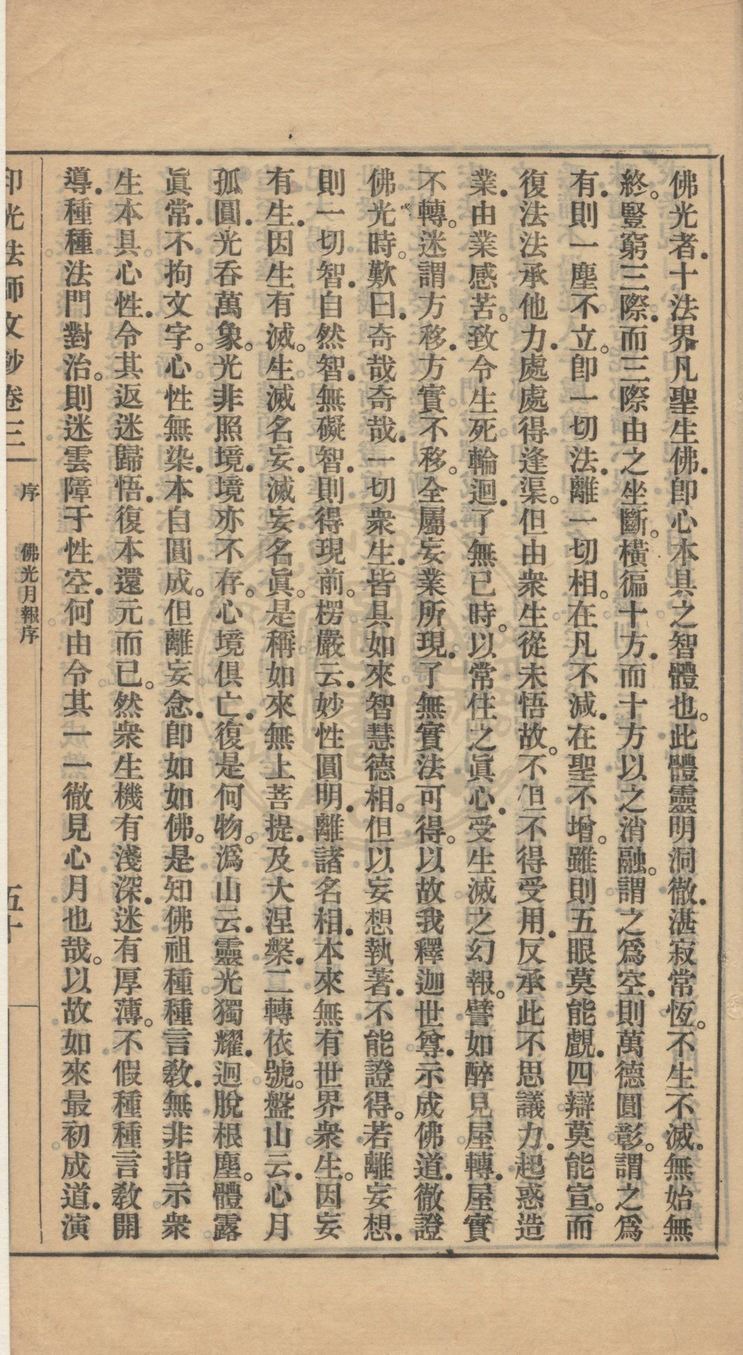 佛光者.十法界凡聖生佛.卽心本具之智體也。此體靈明洞徹.湛寂常恆。不生不滅.無始無
終。豎窮三際.而三際由之坐斷。橫徧十方.而十方以之消融。謂之爲空.則萬德圓彰。謂之爲
有.則一塵不立。卽一切法.離一切相。在凡不減.在聖不增。雖則五眼莫能覷.四辯莫能宣。而
復法法承他力.處處得逢渠。但由衆生從未悟故。不但不得受用.反承此不思議力.起惑造
業.由業感苦。致令生死輪迴.了無已時。以常住之眞心.受生滅之幻報。譬如醉見屋轉.屋實
不轉。迷謂方移.方實不移。全屬妄業所現.了無實法可得。以故我釋迦世尊.示成佛道.徹證
佛光時.歎曰.奇哉奇哉.一切衆生.皆具如來智慧德相。但以妄想執著.不能證得。若離妄想.
則一切智.自然智.無礙智.則得現前。楞嚴云.妙性圓明.離諸名相.本來無有世界衆生。因妄
有生.因生有滅。生滅名妄.滅妄名眞。是稱如來無上菩提.及大湼槃.二轉依號。盤山云.心月
孤圓.光吞萬象。光非照境.境亦不存。心境俱亡.復是何物。潙山云.靈光獨耀.迥脫根塵。體露
眞常.不拘文字。心性無染.本自圓成。但離妄念.卽如如佛。是知佛祖種種言敎.無非指示衆
生本具心性.令其返迷歸悟.復本還元而已。然衆生機有淺深.迷有厚薄。不假種種言敎開
導.種種法門對治。則迷雲障于性空.何由令其一一徹見心月也哉。以故如來最初成道.演
印光法師文鈔卷三 序 佛光月報序 五十